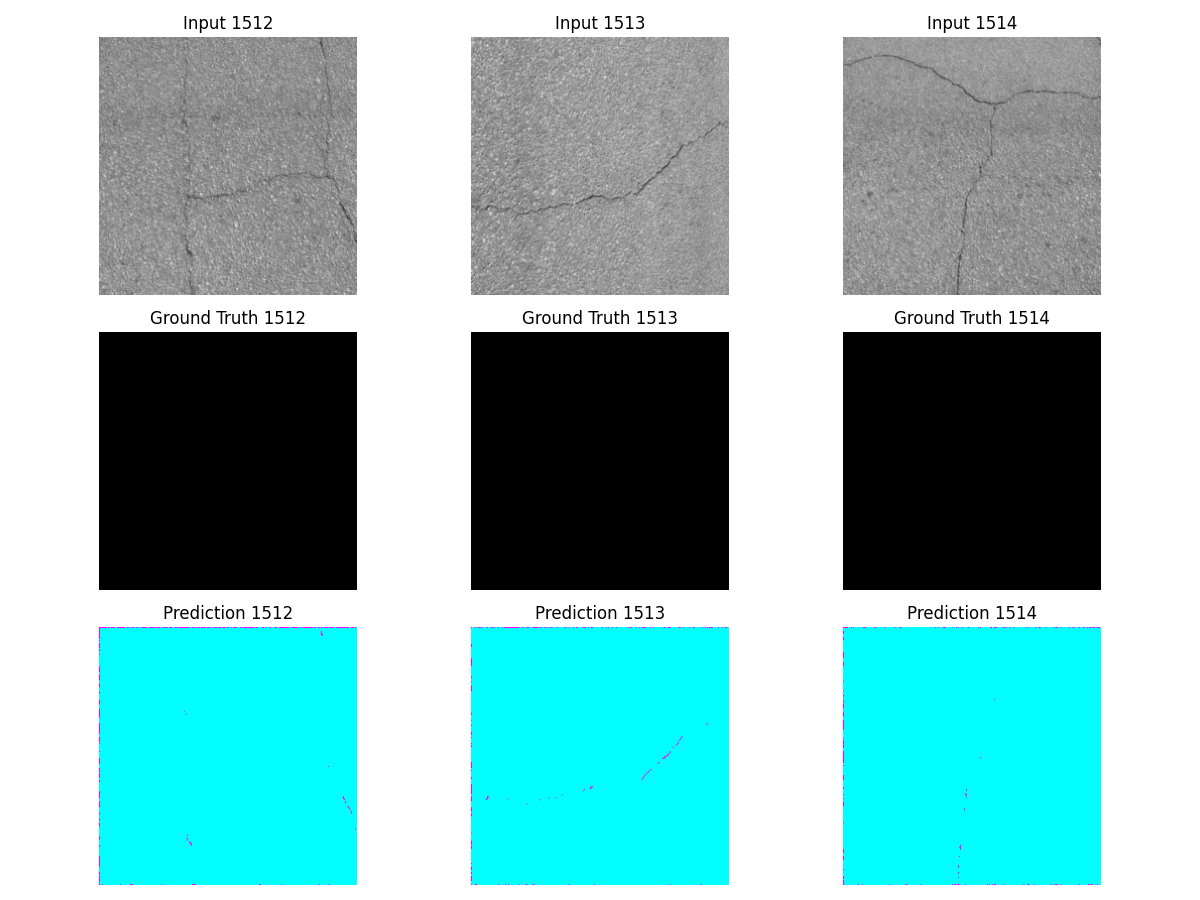 Input 1512
Input 1513
Input 1514
Ground Truth 1512
Ground Truth 1513
Ground Truth 1514
Prediction 1512
Prediction 1513
Prediction 1514